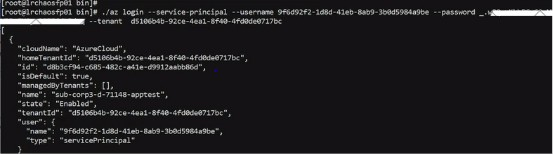 [root@lrchaosfp01 bin]#
[root@lrchaosfp01 bin]# ./az login --service-principal --username 9f6d92f2-1d8d-41eb-8ab9-3b0d5984a9be --password _.w
--tenant d5106b4b-92ce-4ea1-8f40-4fd0de0717bc
[
{
"cloudName": "AzureCloud",
"homeTenantId": "d5106b4b-92ce-4ea1-8f40-4fd0de0717bc",
"id": "d8b3cf94-c685-482c-a41e-d9912aabb86d",
"isDefault": true,
"managedByTenants": [],
"name": "sub-corp3-d-71148-apptest",
"state": "Enabled",
"tenantId": "d5106b4b-92ce-4ea1-8f40-4fd0de0717bc",
"user": {
"name": "9f6d92f2-1d8d-41eb-8ab9-3b0d5984a9be",
"type": "servicePrincipal"
}